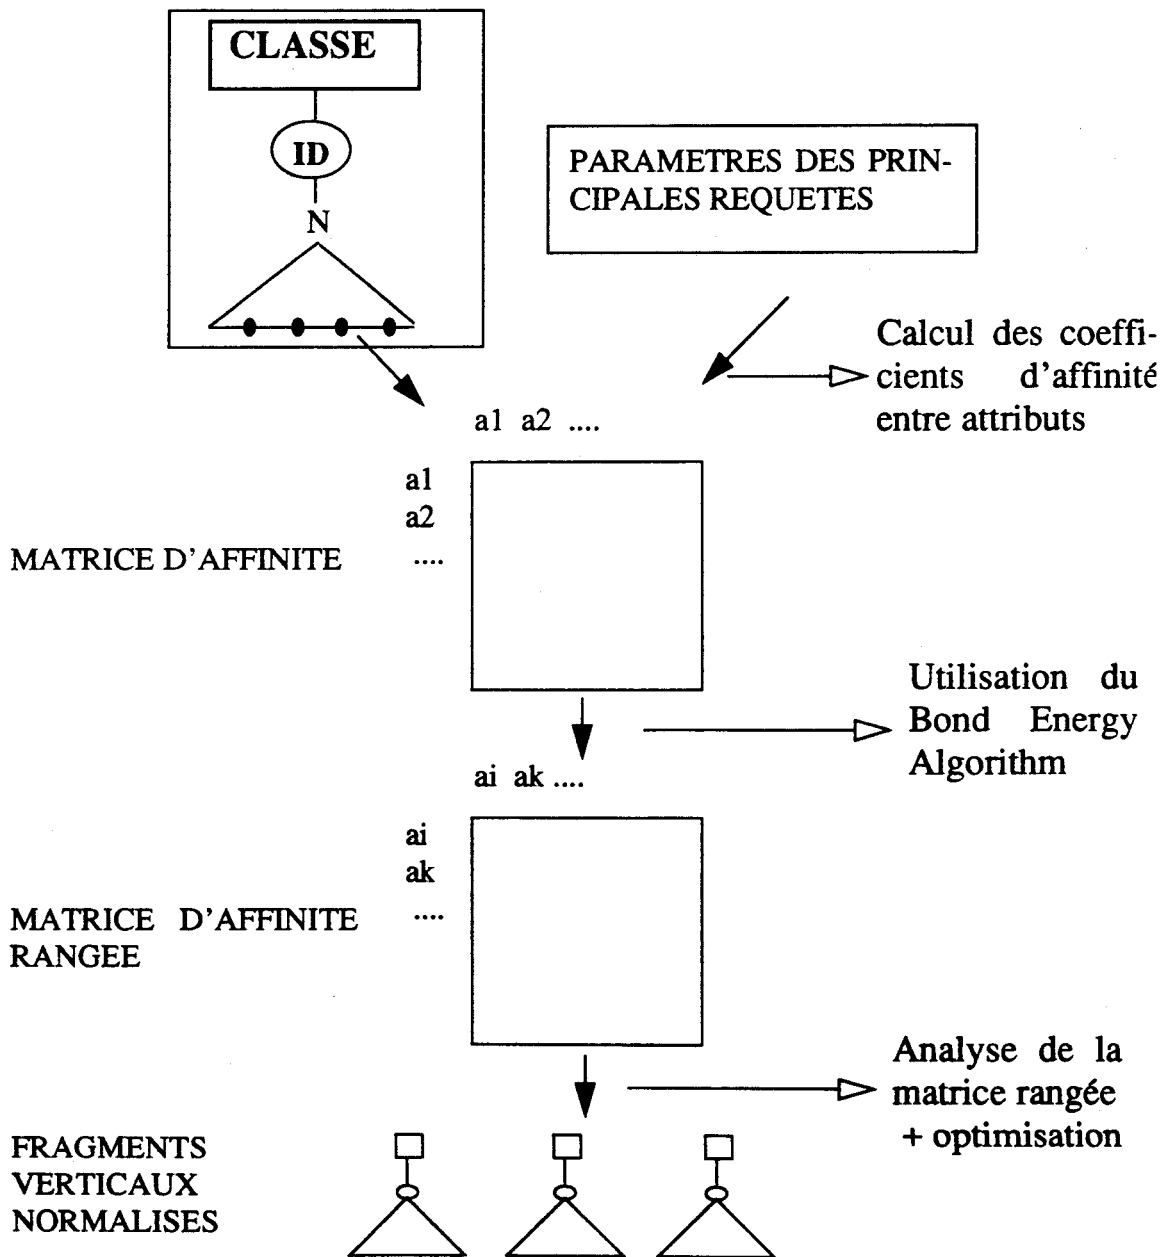 CLASSE
ID
N
PARAMETRES DES PRIN-
CIPALES REQUETES
Calcul des coeffi-
cients d'affinité
entre attributs
a1 a2 ....
a1
a2
MATRICE D'AFFINITE ....
Utilisation du
Bond Energy
Algorithm
ai ak ....
ai
ak
MATRICE D'AFFINITE ....
RANGEE
Analyse de la
matrice rangée
+ optimisation
FRAGMENTS
VERTICAUX
NORMALISES